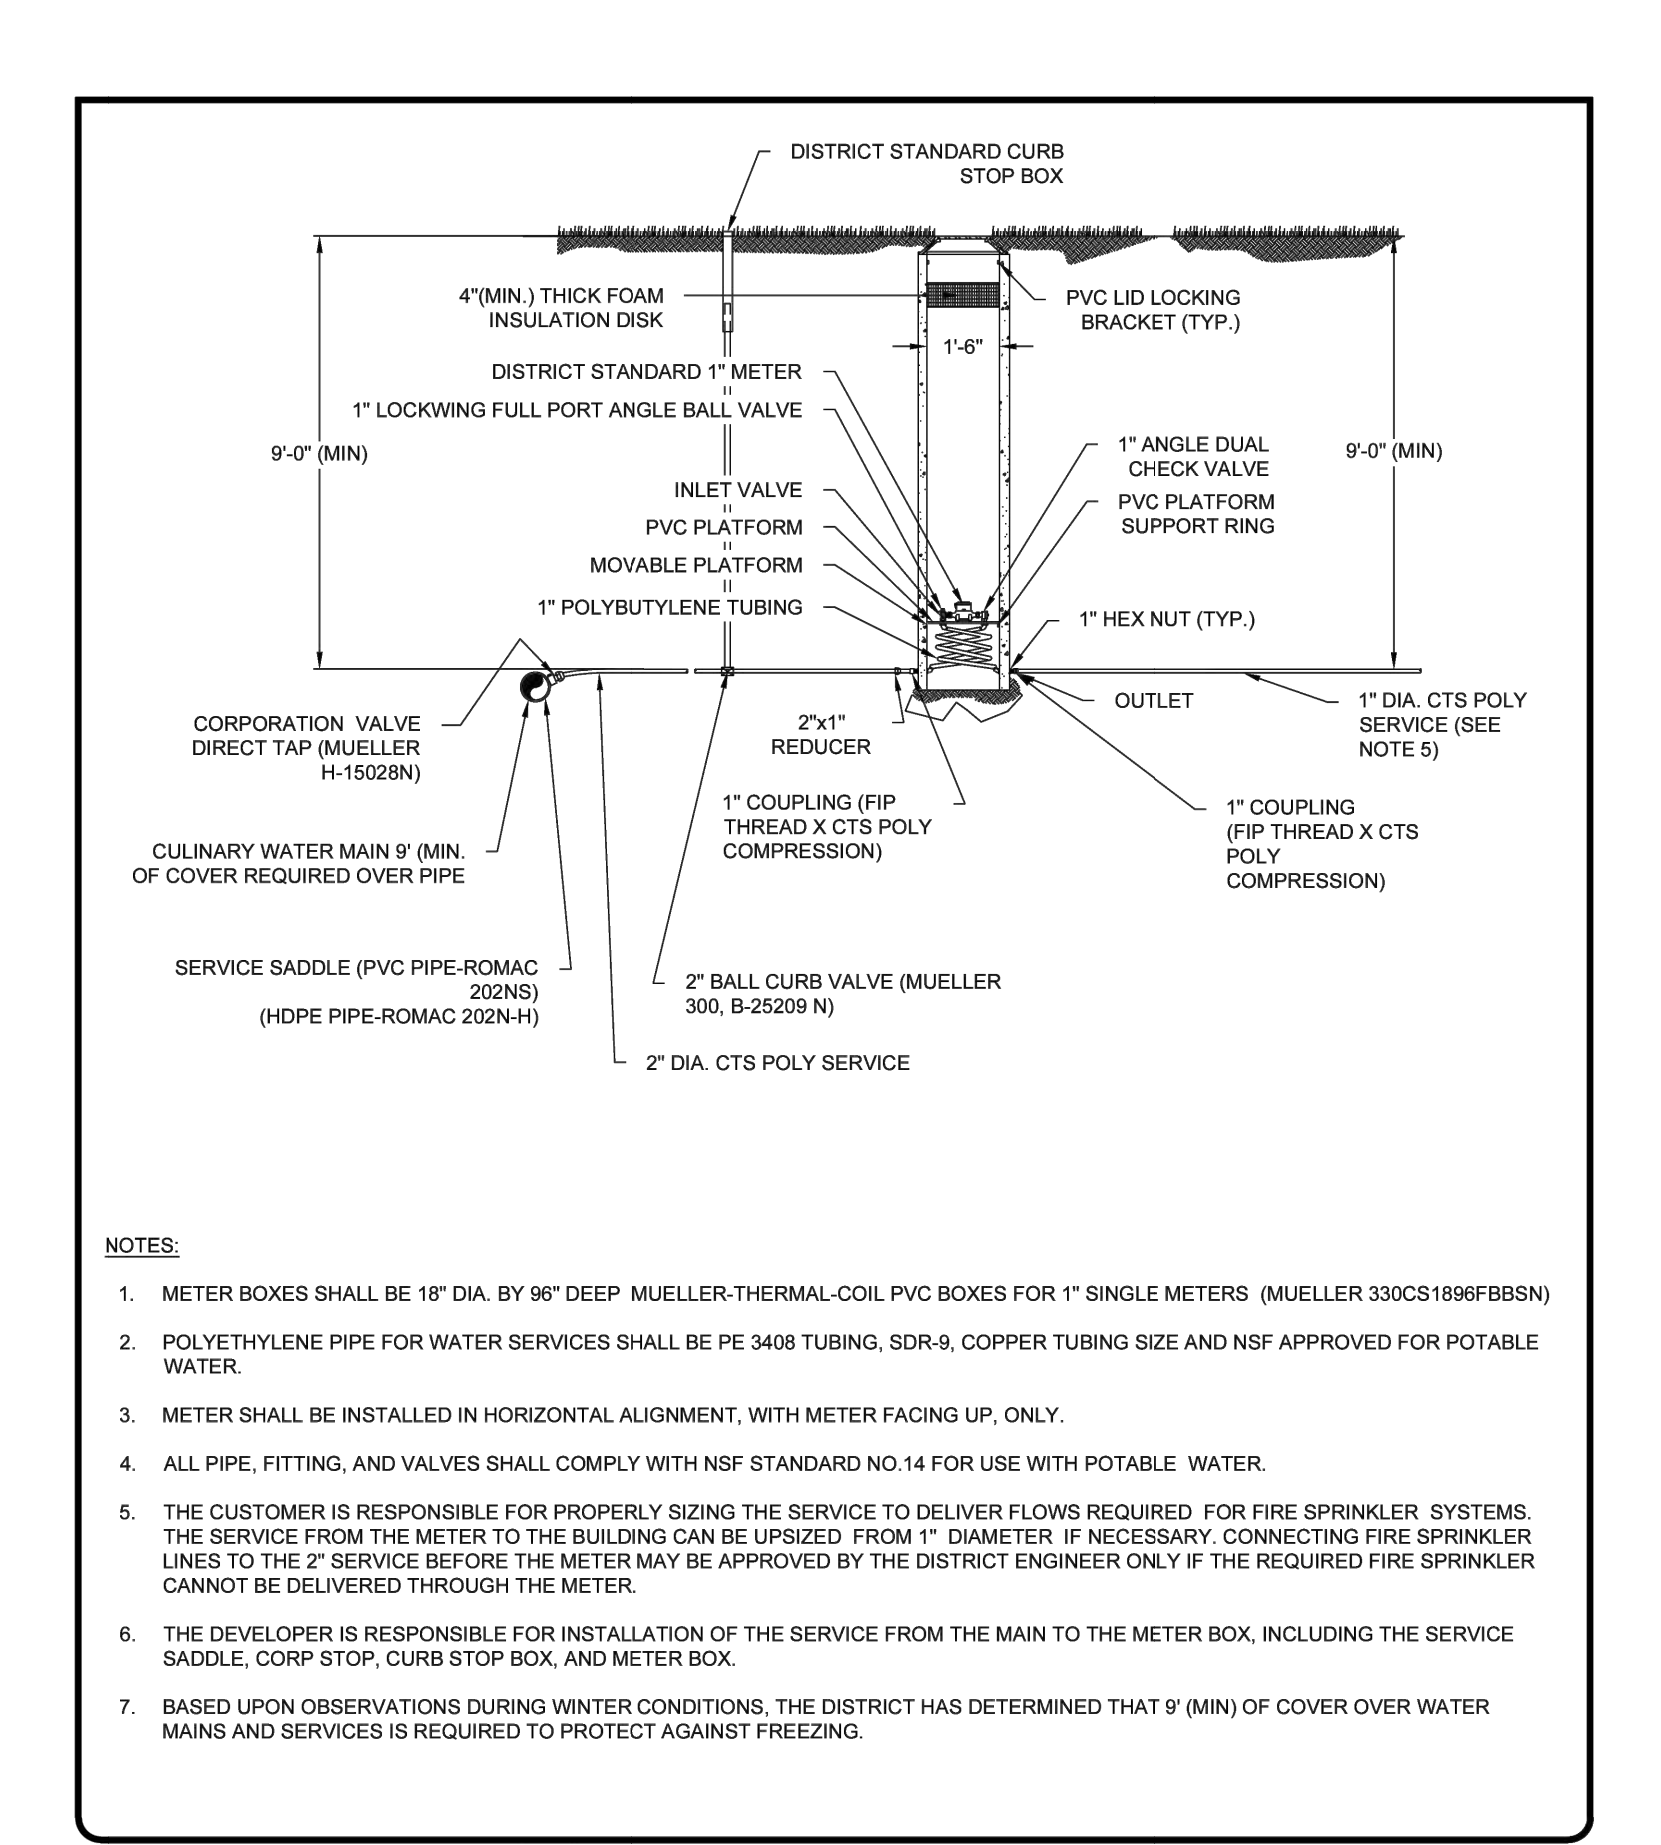 DISTRICT STANDARD CURB
STOP BOX
4"(MIN.) THICK FOAM
INSULATION DISK
PVC LID LOCKING
BRACKET (TYP.)
1'-6"
DISTRICT STANDARD 1" METER
1" LOCKWING FULL PORT ANGLE BALL VALVE
9'-0" (MIN)
1" ANGLE DUAL
CHECK VALVE
9'-0" (MIN)
INLET VALVE
PVC PLATFORM
SUPPORT RING
PVC PLATFORM
MOVABLE PLATFORM
1" POLYBUTYLENE TUBING
1" HEX NUT (TYP.)
OUTLET
1" DIA. CTS POLY
SERVICE (SEE
NOTE 5)
CORPORATION  VALVE
DIRECT TAP (MUELLER
H-15028N)
2"x1"
REDUCER
1" COUPLING (FIP
THREAD X CTS POLY
COMPRESSION)
1" COUPLING
(FIP THREAD X CTS
POLY
COMPRESSION)
CULINARY WATER MAIN 9' (MIN.
OF COVER REQUIRED OVER PIPE
SERVICE SADDLE (PVC PIPE-ROMAC
202NS)
(HDPE PIPE-ROMAC 202N-H)
2" BALL CURB VALVE (MUELLER
300, B-25209 N)
2" DIA. CTS POLY SERVICE
NOTES:
1. METER BOXES SHALL BE 18" DIA. BY 96" DEEP  MUELLER-THERMAL-COIL PVC BOXES FOR 1" SINGLE METERS  (MUELLER 330CS1896FBBSN)
2. POLYETHYLENE PIPE FOR WATER SERVICES SHALL BE PE 3408 TUBING, SDR-9, COPPER TUBING SIZE AND NSF APPROVED FOR POTABLE
WATER.
3. METER SHALL BE INSTALLED IN HORIZONTAL ALIGNMENT, WITH METER FACING UP, ONLY.
4. ALL PIPE, FITTING, AND VALVES SHALL COMPLY WITH NSF STANDARD NO.14 FOR USE WITH POTABLE  WATER.
5. THE CUSTOMER IS RESPONSIBLE FOR PROPERLY SIZING THE SERVICE TO DELIVER FLOWS REQUIRED  FOR FIRE SPRINKLER  SYSTEMS.
THE SERVICE FROM THE METER TO THE BUILDING CAN BE UPSIZED  FROM 1"  DIAMETER  IF NECESSARY. CONNECTING FIRE SPRINKLER
LINES TO THE 2" SERVICE BEFORE THE METER MAY BE APPROVED BY THE DISTRICT ENGINEER ONLY IF THE REQUIRED FIRE SPRINKLER
CANNOT BE DELIVERED THROUGH THE METER.
6. THE DEVELOPER IS RESPONSIBLE FOR INSTALLATION OF THE SERVICE FROM THE MAIN TO THE METER BOX, INCLUDING THE SERVICE
SADDLE, CORP STOP, CURB STOP BOX, AND METER BOX.
7. BASED UPON OBSERVATIONS DURING WINTER CONDITIONS, THE DISTRICT HAS DETERMINED THAT 9' (MIN) OF COVER OVER WATER
MAINS AND SERVICES IS REQUIRED TO PROTECT AGAINST FREEZING.